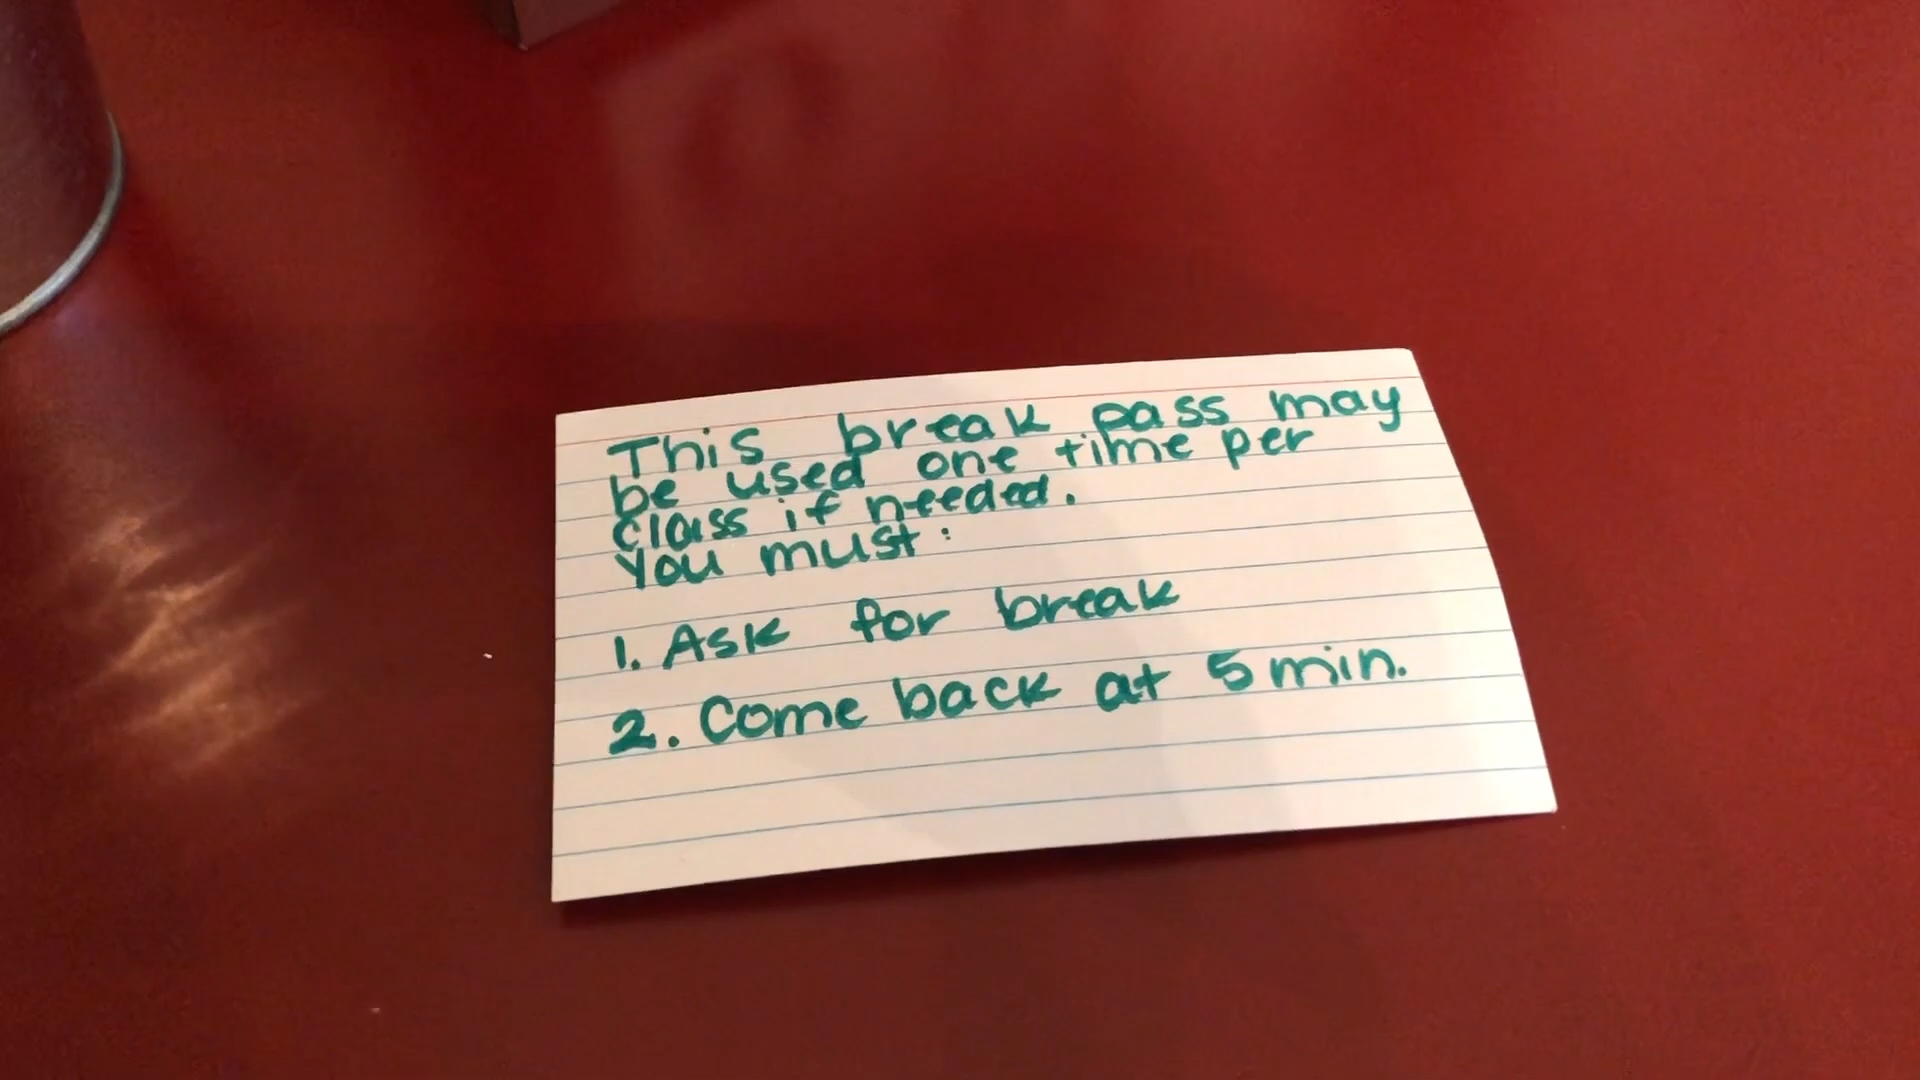 This break pass may
be used one time per
class if needed.
You must:
1. Ask for break
2. Come back at 5 min.